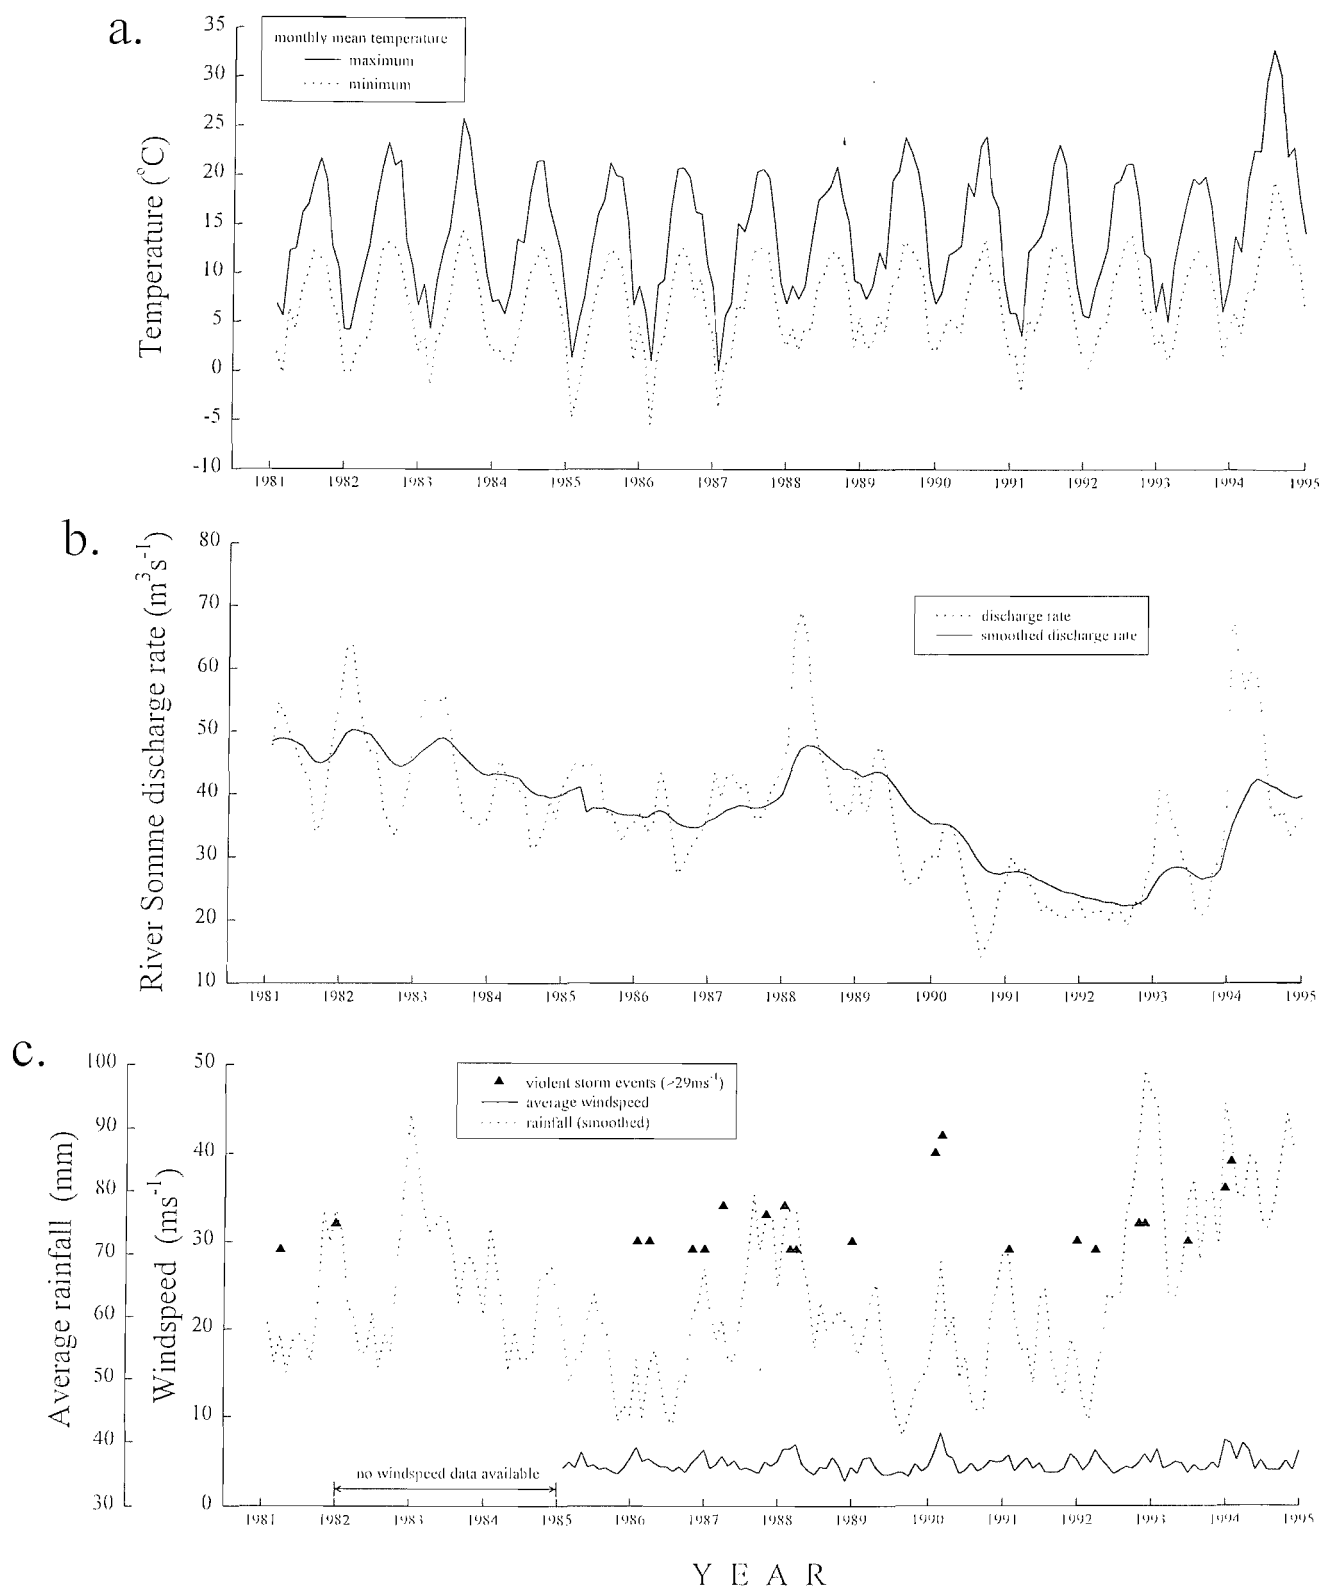 a.
monthly mean temperature
maximum
minimum
Temperature (°C)
35
30
25
20
15
10
5
0
-5
-10
1981 1982 1983 1984 1985 1986 1987 1988 1989 1990 1991 1992 1993 1994 1995
b.
River Somme discharge rate (m³s⁻¹)
80
70
60
50
40
30
20
10
discharge rate
smoothed discharge rate
1981 1982 1983 1984 1985 1986 1987 1988 1989 1990 1991 1992 1993 1994 1995
c.
Average rainfall (mm)
100
90
80
70
60
50
40
30
Windspeed (ms⁻¹)
50
40
30
20
10
0
violent storm events (>29ms⁻¹)
average windspeed
rainfall (smoothed)
no windspeed data available
1981 1982 1983 1984 1985 1986 1987 1988 1989 1990 1991 1992 1993 1994 1995
YEAR